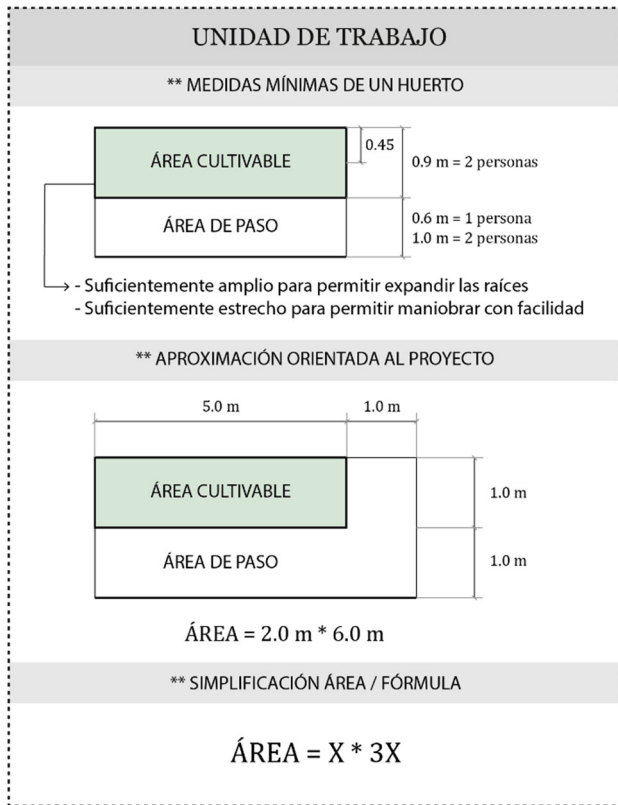 UNIDAD DE TRABAJO
** MEDIDAS MÍNIMAS DE UN HUERTO
ÁREA CULTIVABLE
0.45
0.9 m = 2 personas
ÁREA DE PASO
0.6 m = 1 persona
1.0 m = 2 personas
- Suficientemente amplio para permitir expandir las raíces
- Suficientemente estrecho para permitir maniobrar con facilidad
** APROXIMACIÓN ORIENTADA AL PROYECTO
5.0 m
1.0 m
ÁREA CULTIVABLE
1.0 m
ÁREA DE PASO
1.0 m
ÁREA = 2.0 m * 6.0 m
** SIMPLIFICACIÓN ÁREA / FÓRMULA
ÁREA = X * 3X